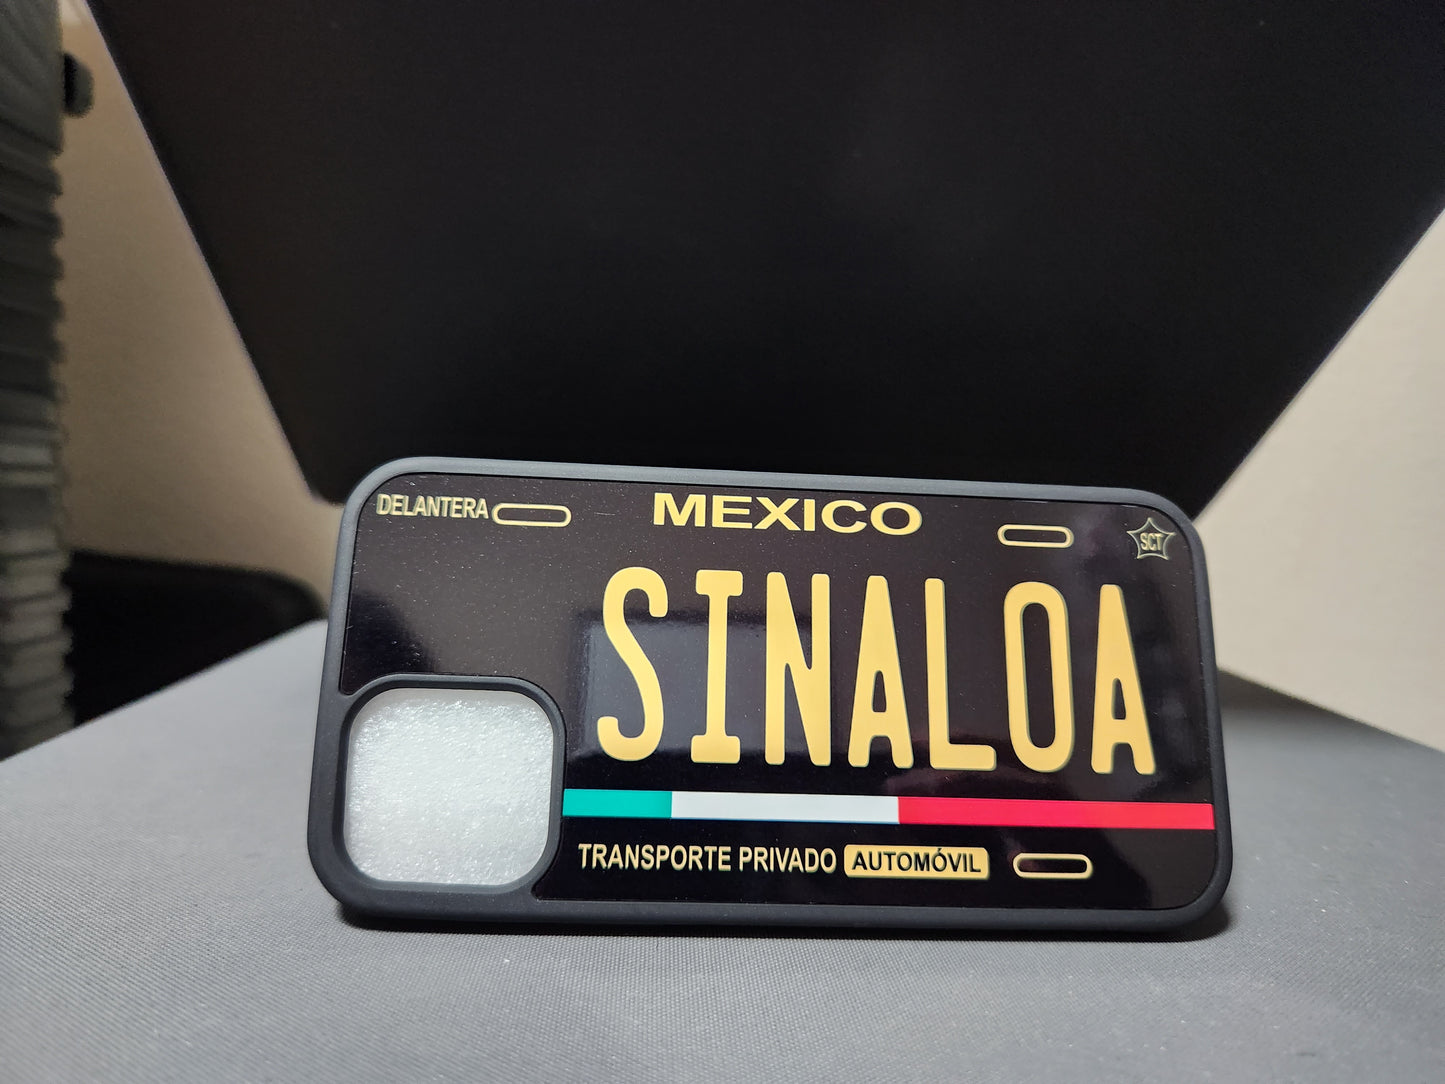 DELANTERA
MEXICO
SCT
SINALOA
TRANSPORTE PRIVADO AUTOMÓVIL